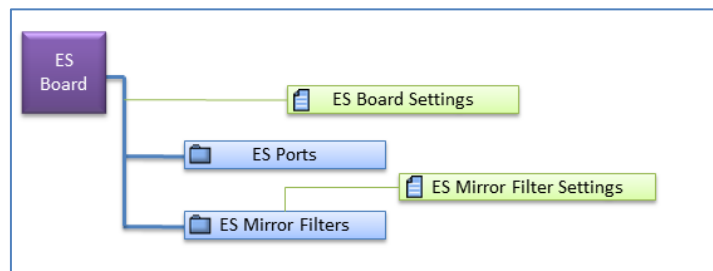 ES
Board
ES Board Settings
ES Ports
ES Mirror Filter Settings
ES Mirror Filters